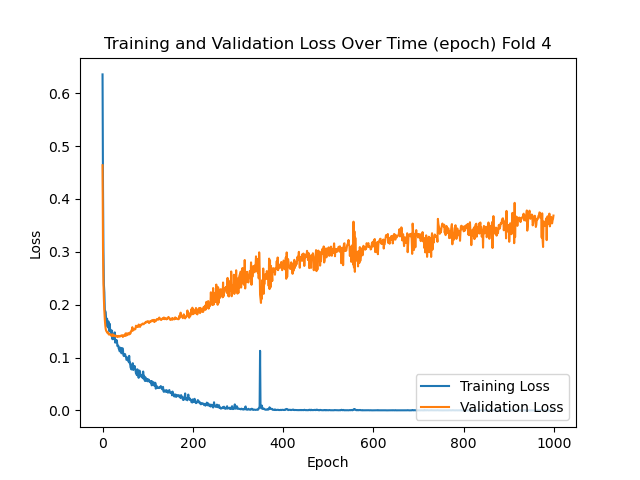 Training and Validation Loss Over Time (epoch) Fold 4
Loss
0.6
0.5
0.4
0.3
0.2
0.1
0.0
Training Loss
Validation Loss
0
200
400
600
800
1000
Epoch